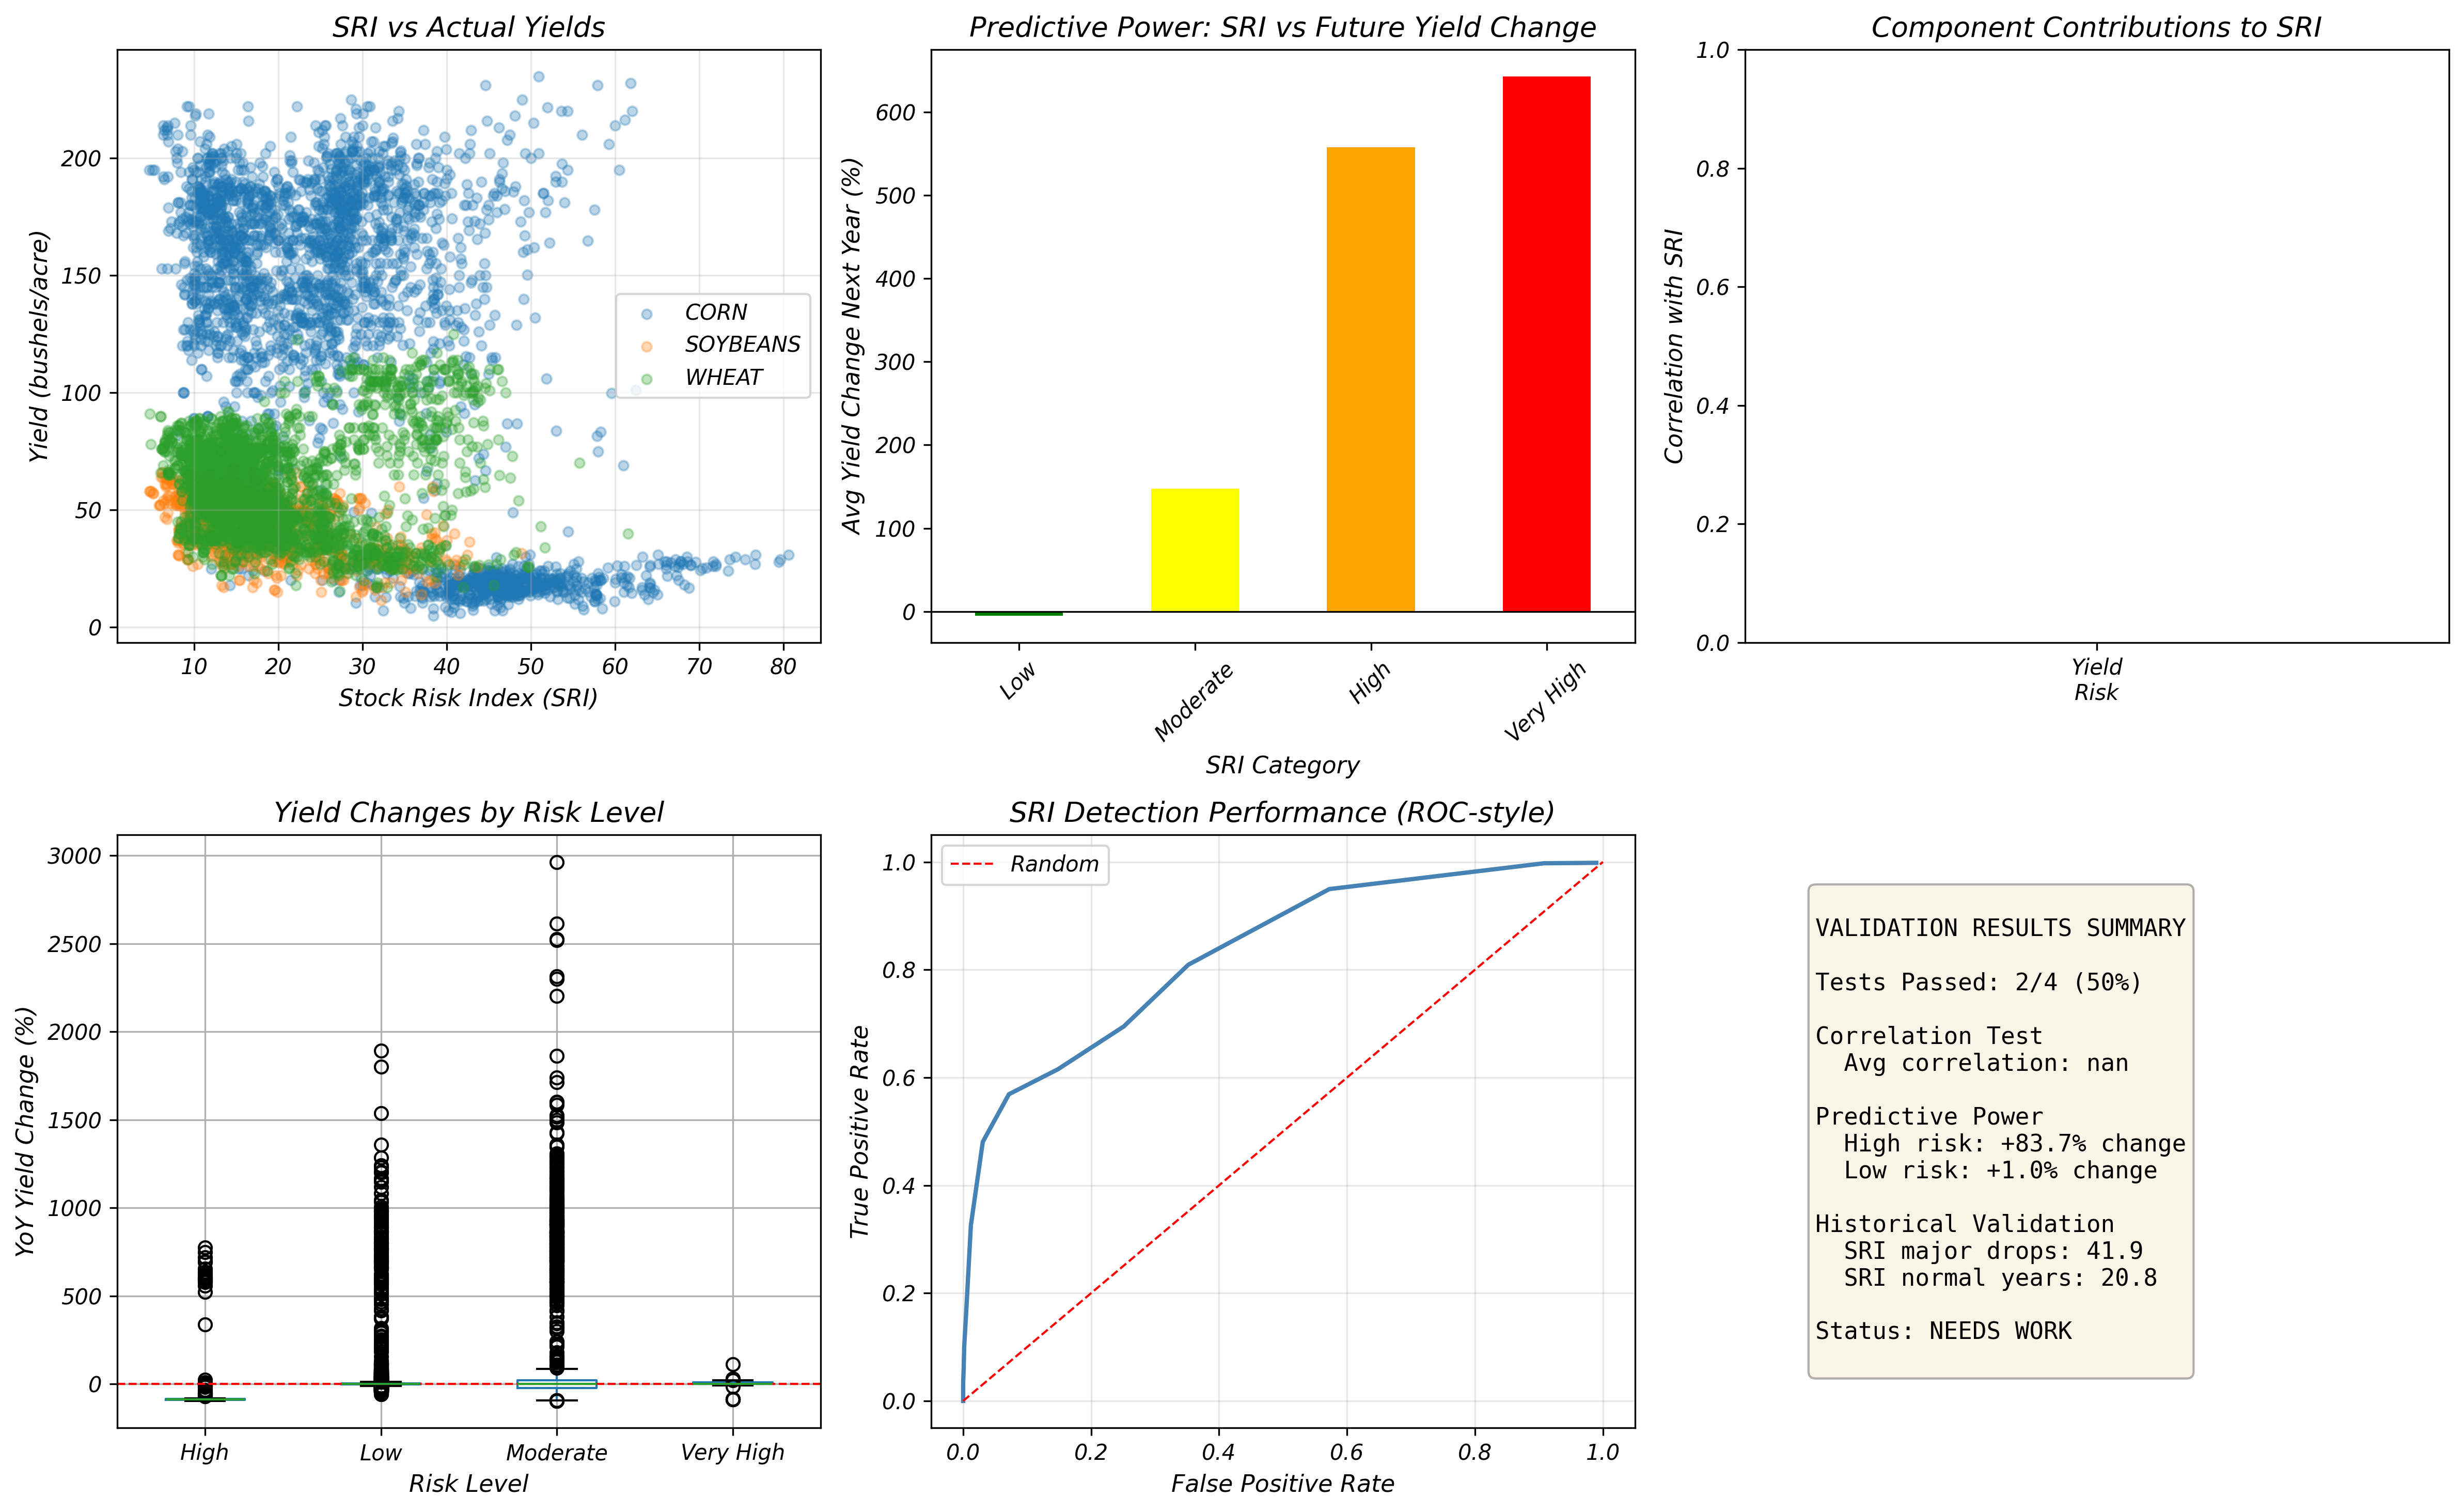 SRI vs Actual Yields
Yield (bushels/acre)
200
150
100
50
0
CORN
SOYBEANS
WHEAT
10 20 30 40 50 60 70 80
Stock Risk Index (SRI)
Predictive Power: SRI vs Future Yield Change
Avg Yield Change Next Year (%)
600
500
400
300
200
100
0
Low Moderate High Very High
SRI Category
Component Contributions to SRI
Correlation with SRI
1.0
0.8
0.6
0.4
0.2
0.0
Yield
Risk
Yield Changes by Risk Level
YoY Yield Change (%)
3000
2500
2000
1500
1000
500
0
High Low Moderate Very High
Risk Level
SRI Detection Performance (ROC-style)
Random
True Positive Rate
1.0
0.8
0.6
0.4
0.2
0.0
0.0 0.2 0.4 0.6 0.8 1.0
False Positive Rate
VALIDATION RESULTS SUMMARY
Tests Passed: 2/4 (50%)
Correlation Test
Avg correlation: nan
Predictive Power
High risk: +83.7% change
Low risk: +1.0% change
Historical Validation
SRI major drops: 41.9
SRI normal years: 20.8
Status: NEEDS WORK